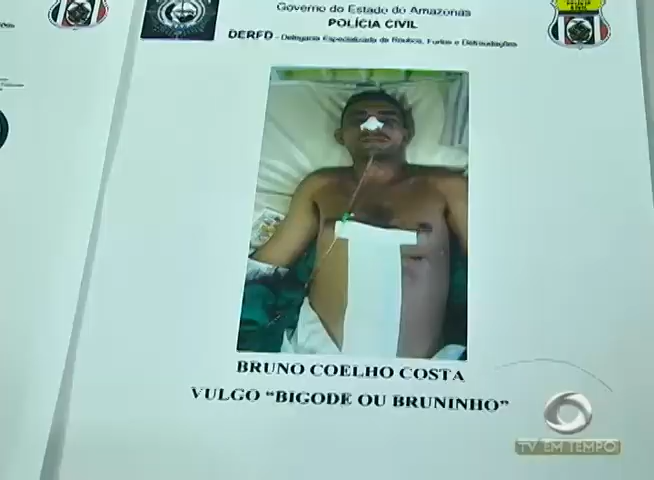 Governo do Estado do Amazonas
POLÍCIA CIVIL
DERFD - Delegacia Especializada de Roubos, Furtos e Defraudações
BRUNO COELHO COSTA
VULGO “BIGODE OU BRUNINHO”
TV EM TEMPO